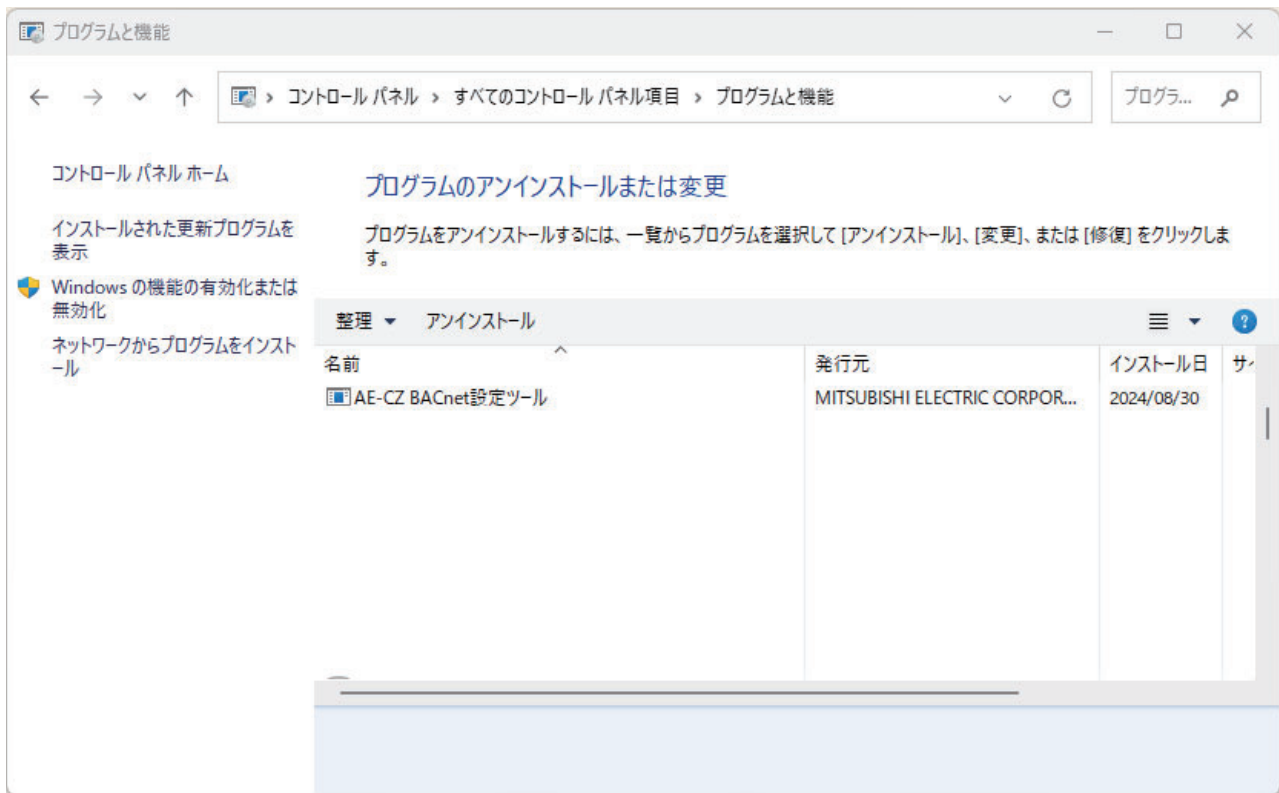 プログラムと機能
コントロール パネル › すべてのコントロール パネル項目 › プログラムと機能
プログラ...
コントロール パネル ホーム
インストールされた更新プログラムを
表示
Windows の機能の有効化または
無効化
ネットワークからプログラムをインスト
ール
プログラムのアンインストールまたは変更
プログラムをアンインストールするには、一覧からプログラムを選択して [アンインストール]、[変更]、または [修復] をクリックしま
す。
整理 アンインストール
名前 発行元 インストール日 サイ
AE-CZ BACnet設定ツール MITSUBISHI ELECTRIC CORPOR... 2024/08/30